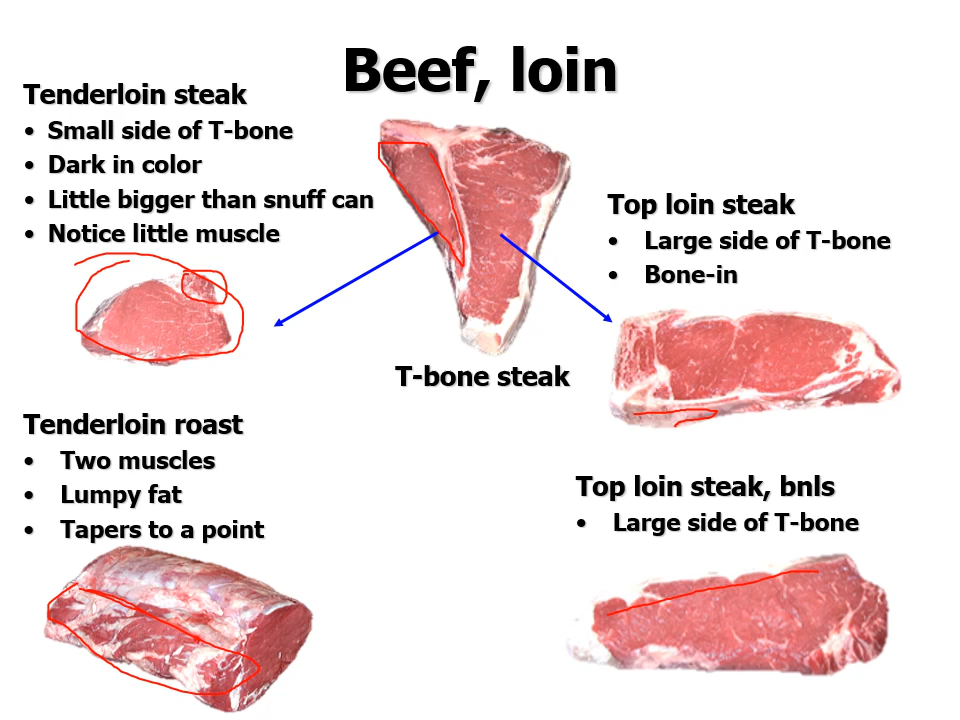 Beef, loin
Tenderloin steak
• Small side of T-bone
• Dark in color
• Little bigger than snuff can
• Notice little muscle
Top loin steak
• Large side of T-bone
• Bone-in
T-bone steak
Tenderloin roast
• Two muscles
• Lumpy fat
• Tapers to a point
Top loin steak, bnls
• Large side of T-bone